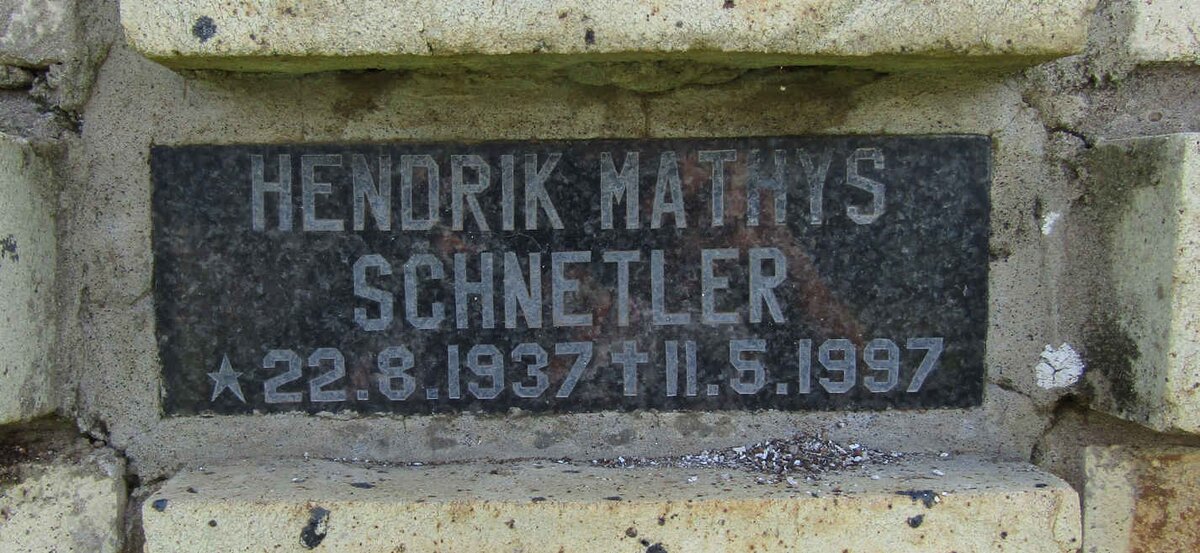 HENDRIK MATHYS
SCHNETLER
★22.8.1937✝11.5.1997